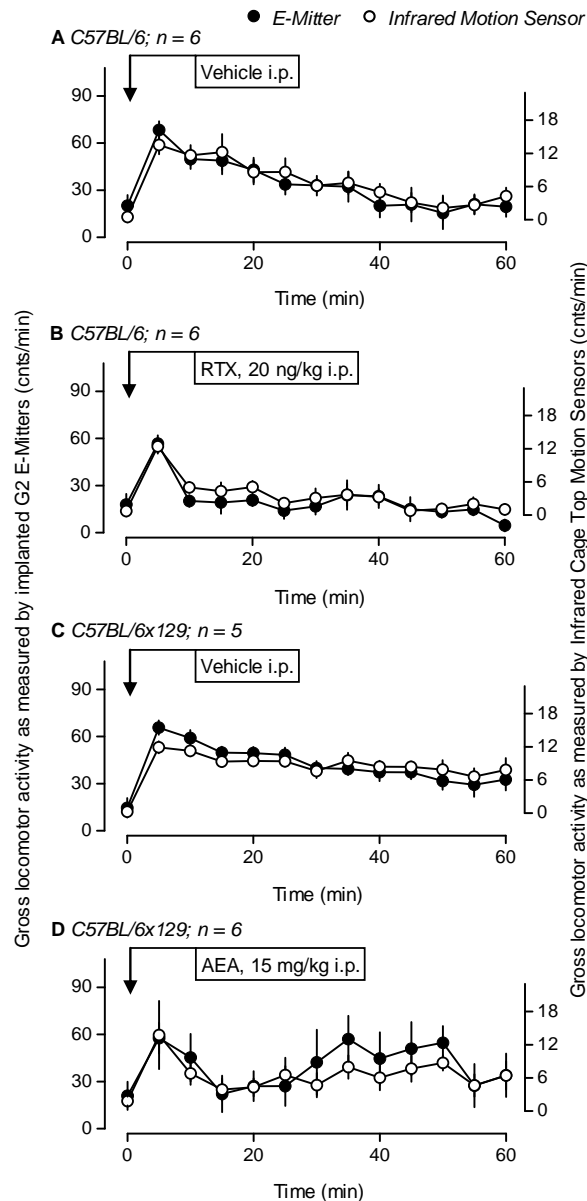 E-Mitter Infrared Motion Sensor
A C57BL/6; n = 6
Vehicle i.p.
90
60
30
0
18
12
6
0
0 20 40 60
Time (min)
B C57BL/6; n = 6
RTX, 20 ng/kg i.p.
90
60
30
0
18
12
6
0
0 20 40 60
Time (min)
C C57BL/6x129; n = 5
Vehicle i.p.
90
60
30
0
18
12
6
0
0 20 40 60
Time (min)
D C57BL/6x129; n = 6
AEA, 15 mg/kg i.p.
90
60
30
0
18
12
6
0
0 20 40 60
Time (min)
Gross locomotor activity as measured by implanted G2 E-Mitters (cnts/min)
Gross locomotor activity as measured by Infrared Cage Top Motion Sensors (cnts/min)